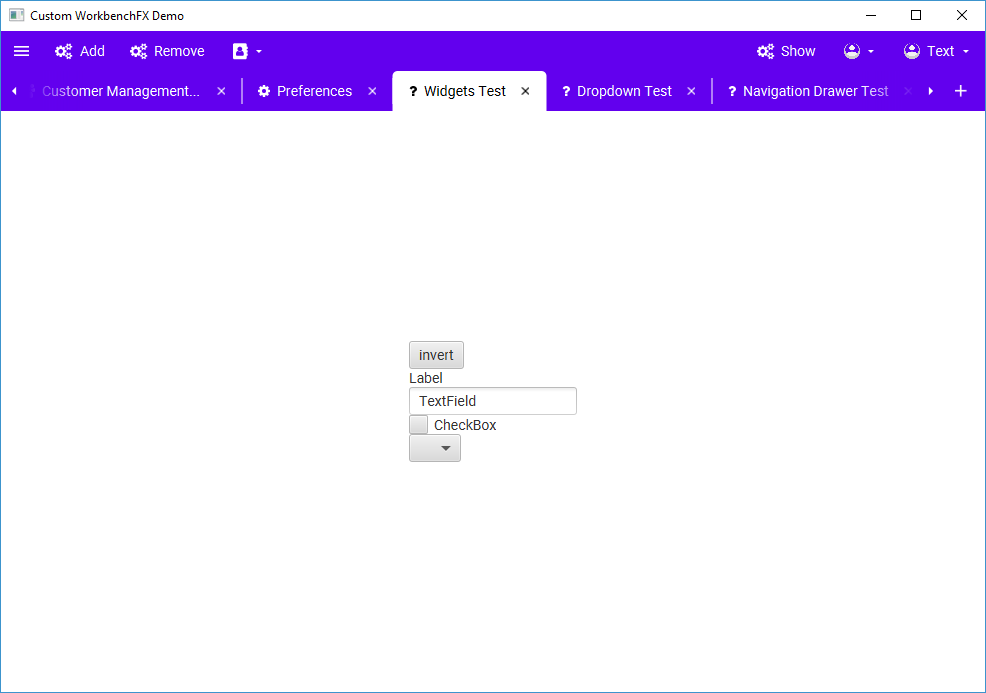 Custom WorkbenchFX Demo
Add Remove Show Text
Customer Management... Preferences ? Widgets Test ? Dropdown Test ? Navigation Drawer Test
invert
Label
TextField
CheckBox